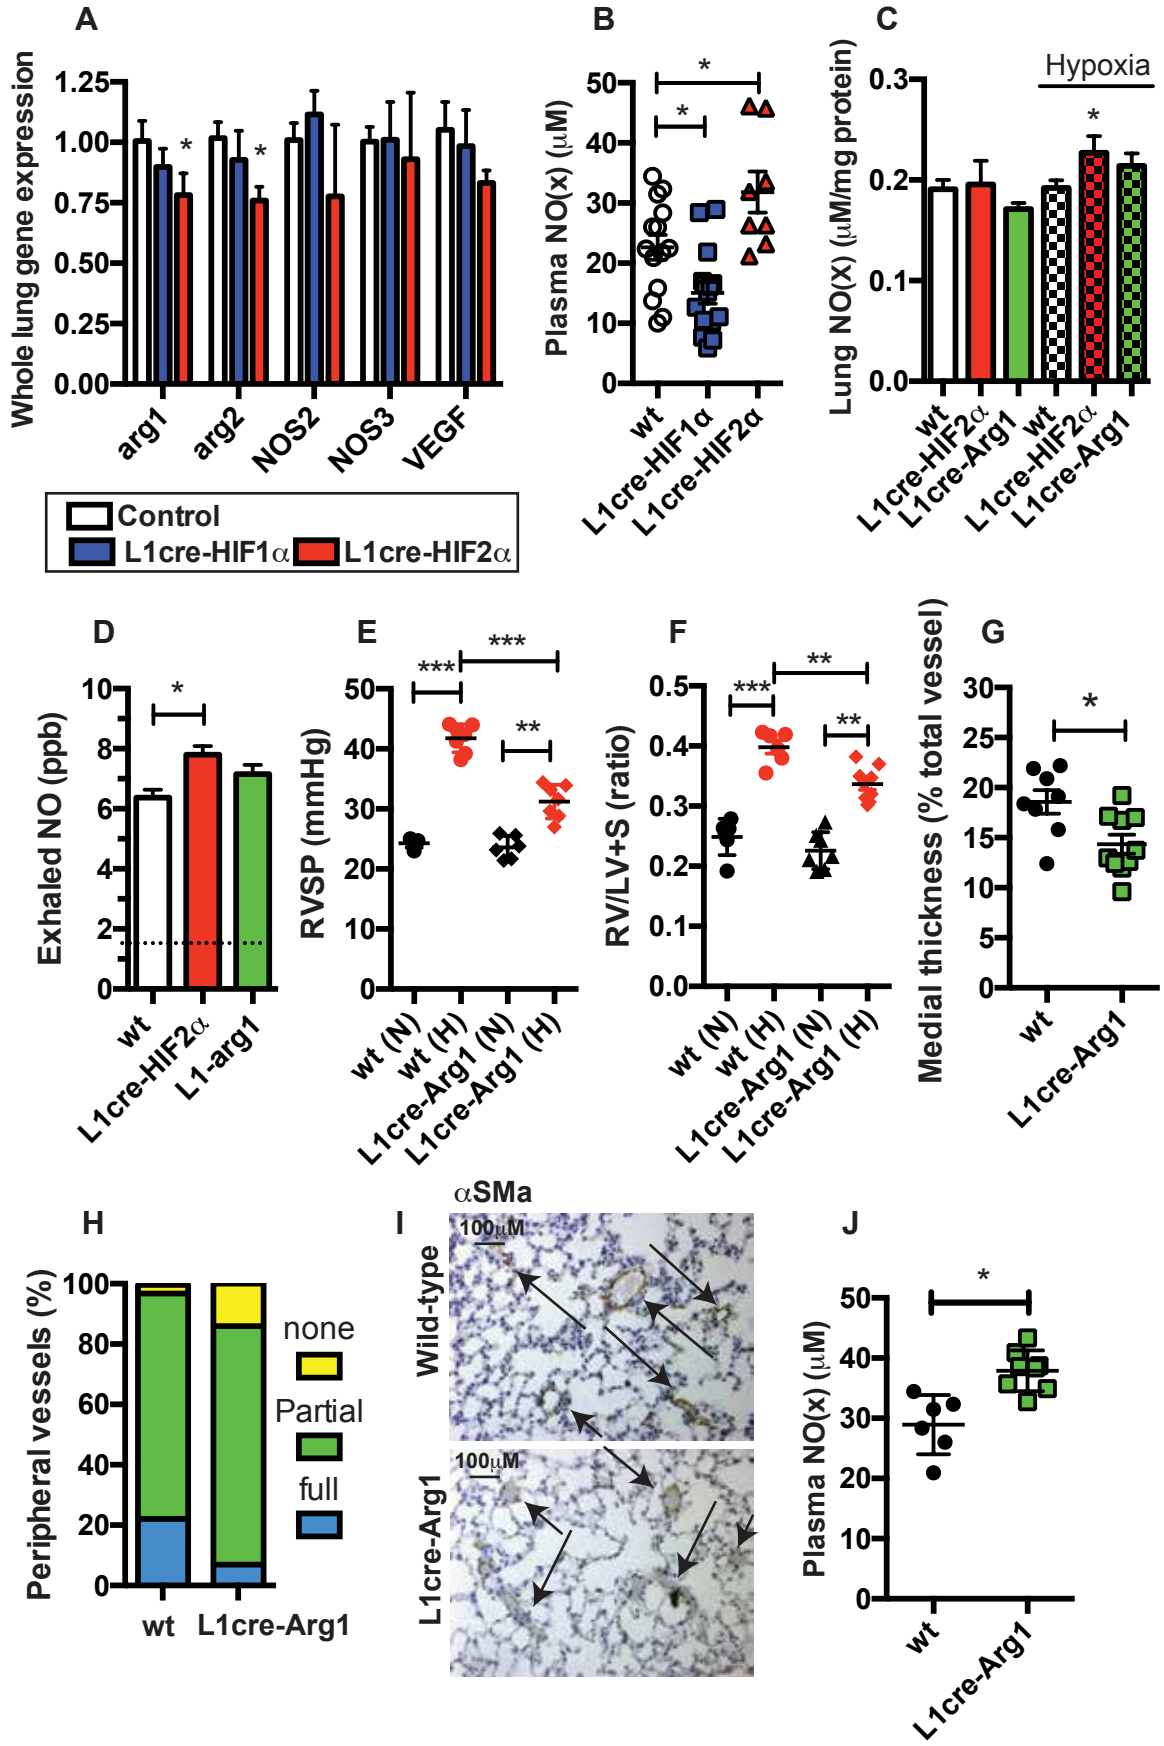 A
Whole lung gene expression
1.25
1.00
0.75
0.50
0.25
0.00
*
*
arg1
arg2
NOS2
NOS3
VEGF
Control
L1cre-HIF1α
L1cre-HIF2α
B
Plasma NO(x) (μM)
50
40
30
20
10
0
*
*
wt
L1cre-HIF1α
L1cre-HIF2α
C
Lung NO(x) (μM/mg protein)
0.3
0.2
0.1
0.0
Hypoxia
*
wt
L1cre-HIF2α
L1cre-Arg1
wt
L1cre-HIF2α
L1cre-Arg1
D
Exhaled NO (ppb)
10
8
6
4
2
0
*
wt
L1cre-HIF2α
L1-arg1
E
RVSP (mmHg)
50
40
30
20
10
0
***
***
**
wt (N)
wt (H)
L1cre-Arg1 (N)
L1cre-Arg1 (H)
F
RV/LV+S (ratio)
0.5
0.4
0.3
0.2
0.1
0.0
**
***
**
wt (N)
wt (H)
L1cre-Arg1 (N)
L1cre-Arg1 (H)
G
Medial thickness (% total vessel)
30
25
20
15
10
5
0
*
wt
L1cre-Arg1
H
Peripheral vessels (%)
100
80
60
40
20
0
wt
L1cre-Arg1
none
Partial
full
I
αSMa
Wild-type
100μM
L1cre-Arg1
100μM
J
Plasma NO(x) (μM)
50
40
30
20
10
0
*
wt
L1cre-Arg1